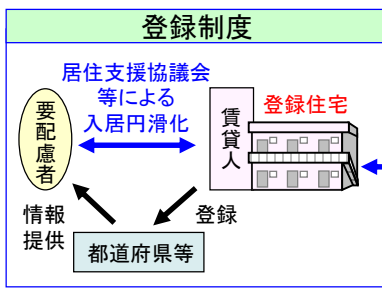 登録制度
居住支援協議会
等による
入居円滑化
要配慮者
賃貸人
登録住宅
情報
提供
登録
都道府県等